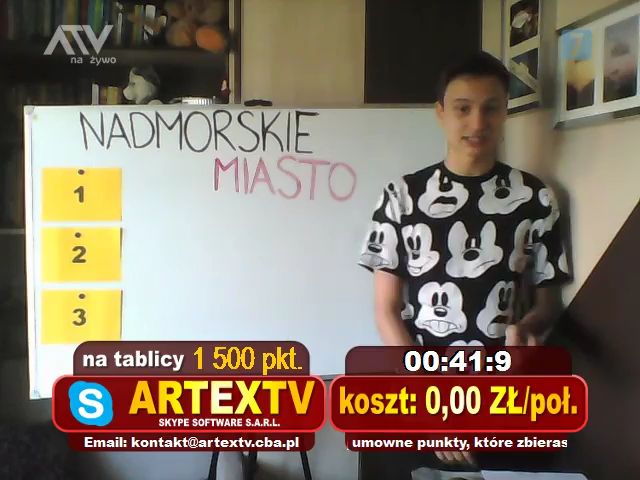 ATV
na żywo
7
NADMORSKIE
MIASTO
1
2
3
na tablicy 1 500 pkt.
00:41:9
ARTEXTV
SKYPE SOFTWARE S.A.R.L.
koszt: 0,00 ZŁ/poł.
Email: kontakt@artextv.cba.pl
umowne punkty, które zbieras